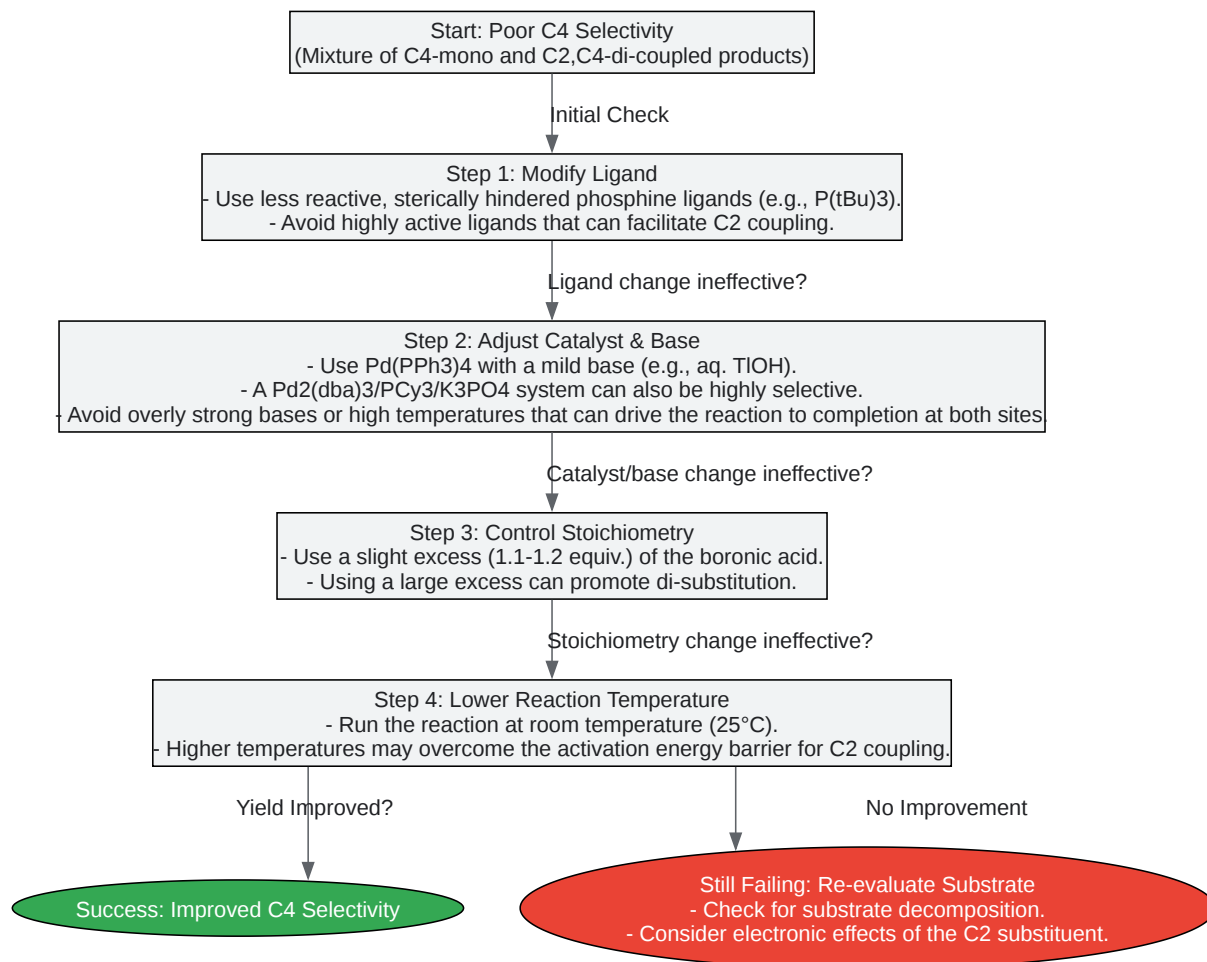 Start: Poor C4 Selectivity
(Mixture of C4-mono and C2,C4-di-coupled products)
Initial Check
Step 1: Modify Ligand
- Use less reactive, sterically hindered phosphine ligands (e.g., P(tBu)3).
- Avoid highly active ligands that can facilitate C2 coupling.
Ligand change ineffective?
Step 2: Adjust Catalyst & Base
- Use Pd(PPh3)4 with a mild base (e.g., aq. TlOH).
- A Pd2(dba)3/PCy3/K3PO4 system can also be highly selective.
- Avoid overly strong bases or high temperatures that can drive the reaction to completion at both sites.
Catalyst/base change ineffective?
Step 3: Control Stoichiometry
- Use a slight excess (1.1-1.2 equiv.) of the boronic acid.
- Using a large excess can promote di-substitution.
Stoichiometry change ineffective?
Step 4: Lower Reaction Temperature
- Run the reaction at room temperature (25°C).
- Higher temperatures may overcome the activation energy barrier for C2 coupling.
Yield Improved?
No Improvement
Success: Improved C4 Selectivity
Still Failing: Re-evaluate Substrate
- Check for substrate decomposition.
- Consider electronic effects of the C2 substituent.